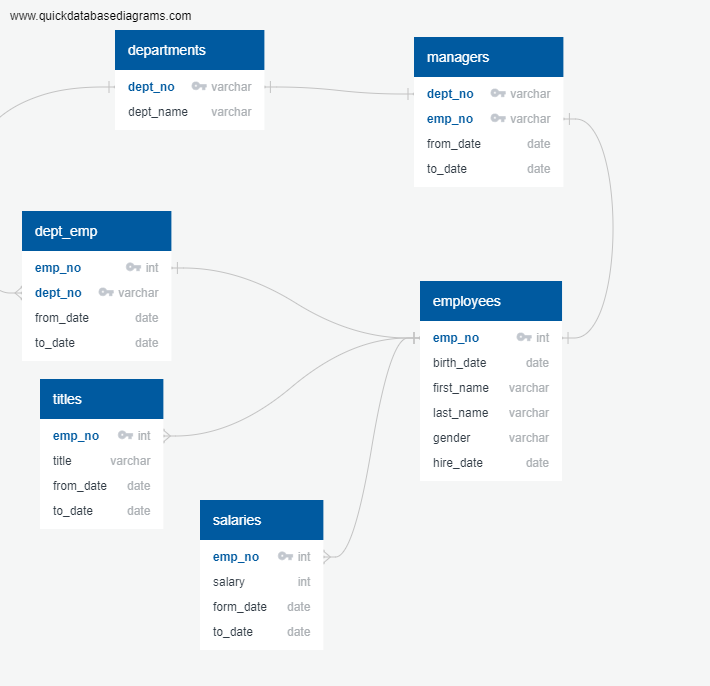 www.quickdatabasediagrams.com
departments
dept_no varchar
dept_name varchar
managers
dept_no varchar
emp_no varchar
from_date date
to_date date
dept_emp
emp_no int
dept_no varchar
from_date date
to_date date
employees
emp_no int
birth_date date
first_name varchar
last_name varchar
gender varchar
hire_date date
titles
emp_no int
title varchar
from_date date
to_date date
salaries
emp_no int
salary int
form_date date
to_date date